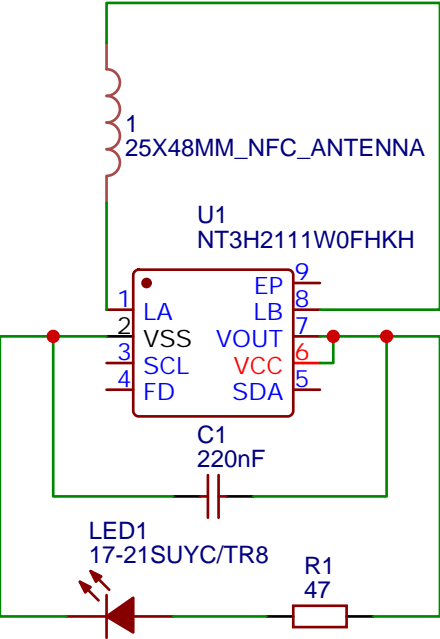 1
25X48MM_NFC_ANTENNA
U1
NT3H2111W0FHKH
EP 9
1 LA LB 8
2 VSS VOUT 7
3 SCL VCC 6
4 FD SDA 5
C1
220nF
LED1
17-21SUYC/TR8
R1
47